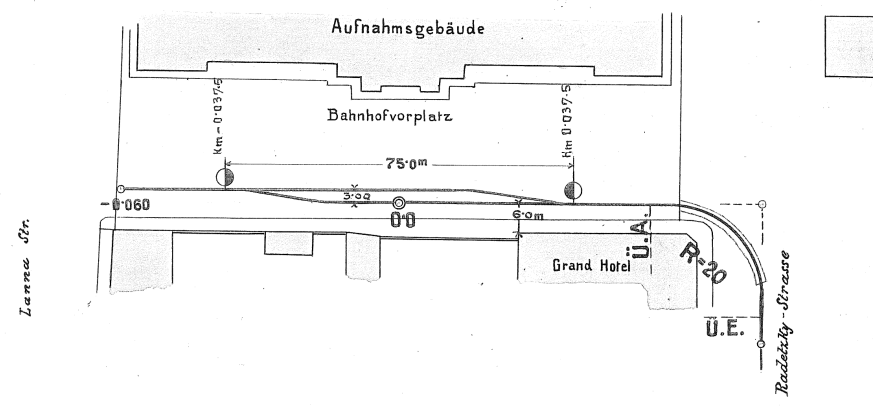 Aufnahmsgebäude
Km - 0·037·5
Km 0·037·5
Bahnhofvorplatz
75·0m
3·00
- 0·060
0·0
6·0m
Lanna Str.
Grand Hotel
Ü.A.
R=20
Ü.E.
Radetzky-Strasse